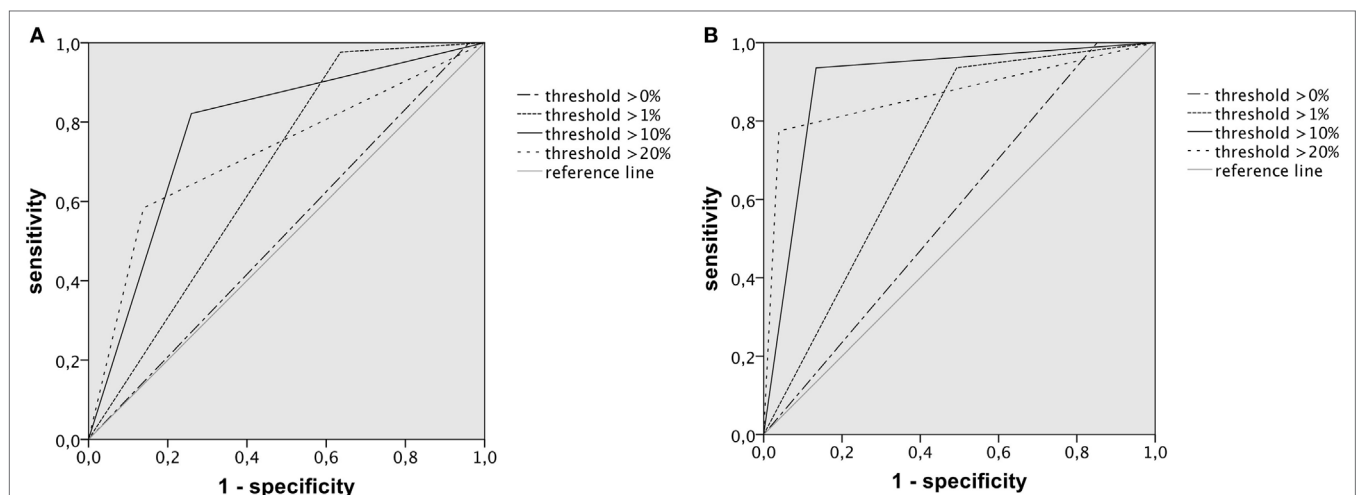 A
1,0
0,8
0,6
0,4
0,2
0,0
sensitivity
0,0 0,2 0,4 0,6 0,8 1,0
1 - specificity
threshold >0%
threshold >1%
threshold >10%
threshold >20%
reference line
B
1,0
0,8
0,6
0,4
0,2
0,0
sensitivity
0,0 0,2 0,4 0,6 0,8 1,0
1 - specificity
threshold >0%
threshold >1%
threshold >10%
threshold >20%
reference line